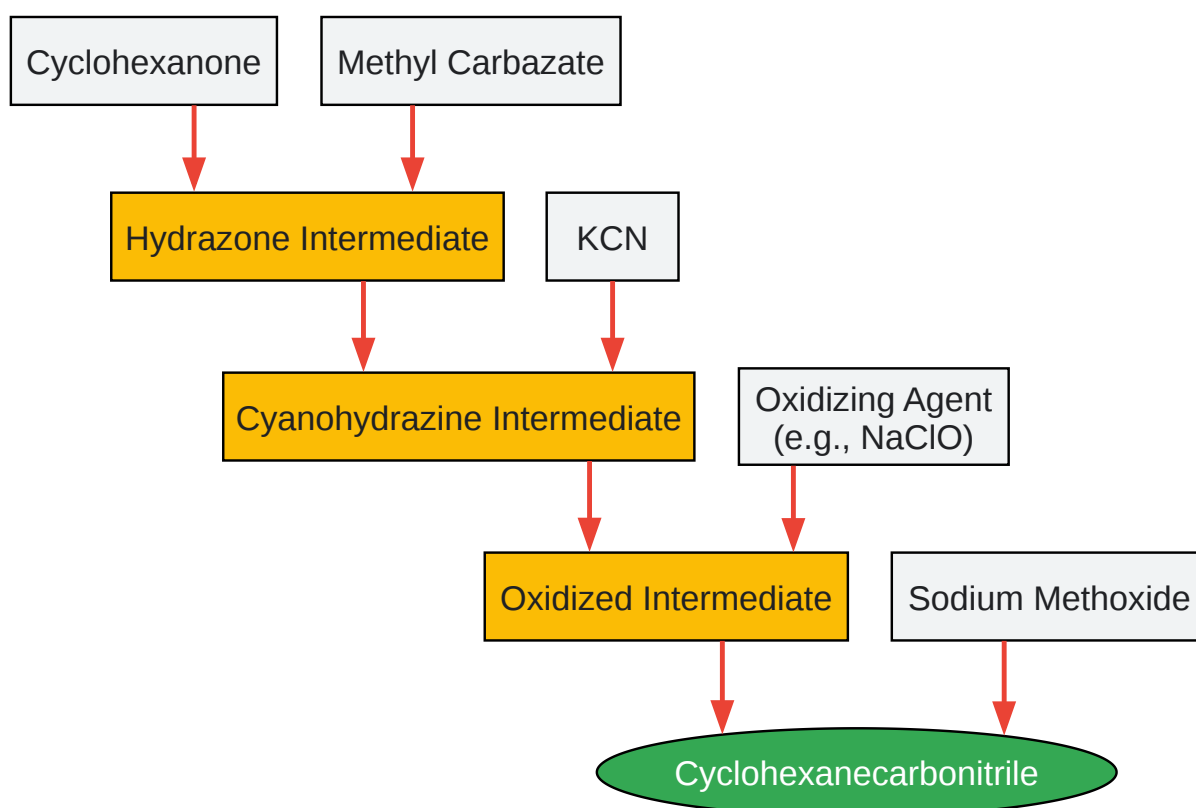 Cyclohexanone
Methyl Carbazate
Hydrazone Intermediate
KCN
Cyanohydrazine Intermediate
Oxidizing Agent
(e.g., NaClO)
Oxidized Intermediate
Sodium Methoxide
Cyclohexanecarbonitrile